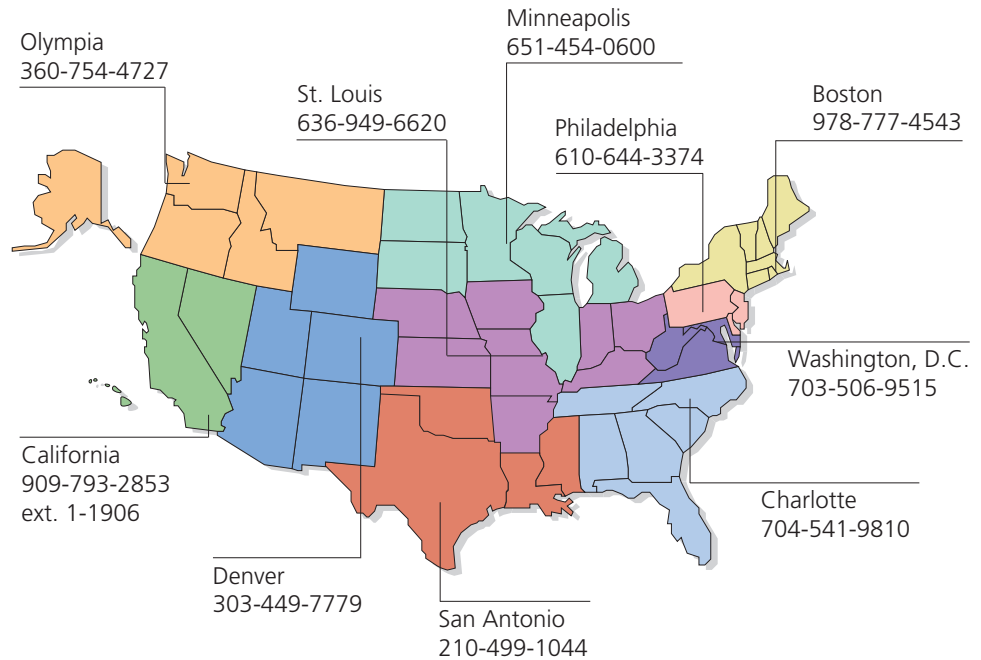 Minneapolis
651-454-0600
Olympia
360-754-4727
St. Louis
636-949-6620
Boston
978-777-4543
Philadelphia
610-644-3374
Washington, D.C.
703-506-9515
California
909-793-2853
ext. 1-1906
Charlotte
704-541-9810
Denver
303-449-7779
San Antonio
210-499-1044